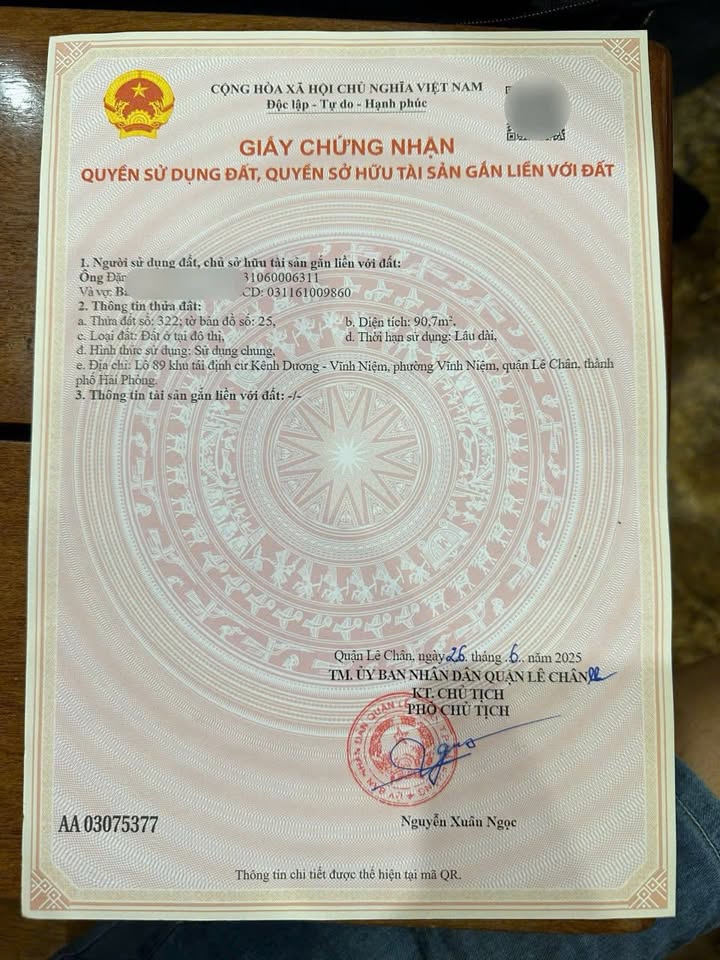 CỘNG HÒA XÃ HỘI CHỦ NGHĨA VIỆT NAM
Độc lập - Tự do - Hạnh phúc
GIẤY CHỨNG NHẬN
QUYỀN SỬ DỤNG ĐẤT, QUYỀN SỞ HỮU TÀI SẢN GẮN LIỀN VỚI ĐẤT
1. Người sử dụng đất, chủ sở hữu tài sản gắn liền với đất:
Ông 31060006311
Và vợ: CD: 031161009860
2. Thông tin thửa đất:
a. Thửa đất số: 322; tờ bản đồ số: 25, b. Diện tích: 90,7m²,
c. Loại đất: Đất ở tại đô thị, d. Thời hạn sử dụng: Lâu dài,
đ. Hình thức sử dụng: Sử dụng chung,
e. Địa chỉ: Lô 89 khu tái định cư Kênh Dương - Vĩnh Niệm, phường Vĩnh Niệm, quận Lê Chân, thành
phố Hải Phòng.
3. Thông tin tài sản gắn liền với đất: -/-
Quận Lê Chân, ngày 26. tháng .6.. năm 2025
TM. ỦY BAN NHÂN DÂN QUẬN LÊ CHÂN
KT. CHỦ TỊCH
PHÓ CHỦ TỊCH
Nguyễn Xuân Ngọc
AA 03075377
Thông tin chi tiết được thể hiện tại mã QR.